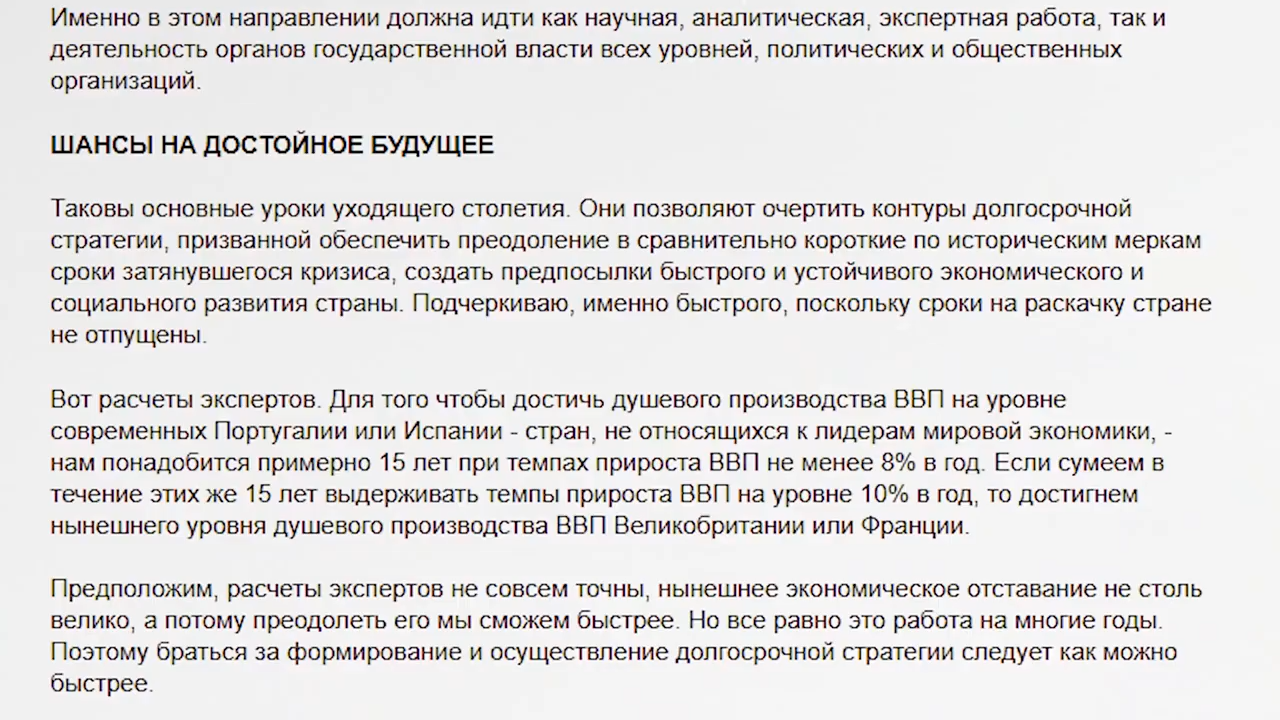 Именно в этом направлении должна идти как научная, аналитическая, экспертная работа, так и
деятельность органов государственной власти всех уровней, политических и общественных
организаций.
ШАНСЫ НА ДОСТОЙНОЕ БУДУЩЕЕ
Таковы основные уроки уходящего столетия. Они позволяют очертить контуры долгосрочной
стратегии, призванной обеспечить преодоление в сравнительно короткие по историческим меркам
сроки затянувшегося кризиса, создать предпосылки быстрого и устойчивого экономического и
социального развития страны. Подчеркиваю, именно быстрого, поскольку сроки на раскачку стране
не отпущены.
Вот расчеты экспертов. Для того чтобы достичь душевого производства ВВП на уровне
современных Португалии или Испании - стран, не относящихся к лидерам мировой экономики, -
нам понадобится примерно 15 лет при темпах прироста ВВП не менее 8% в год. Если сумеем в
течение этих же 15 лет выдерживать темпы прироста ВВП на уровне 10% в год, то достигнем
нынешнего уровня душевого производства ВВП Великобритании или Франции.
Предположим, расчеты экспертов не совсем точны, нынешнее экономическое отставание не столь
велико, а потому преодолеть его мы сможем быстрее. Но все равно это работа на многие годы.
Поэтому браться за формирование и осуществление долгосрочной стратегии следует как можно
быстрее.